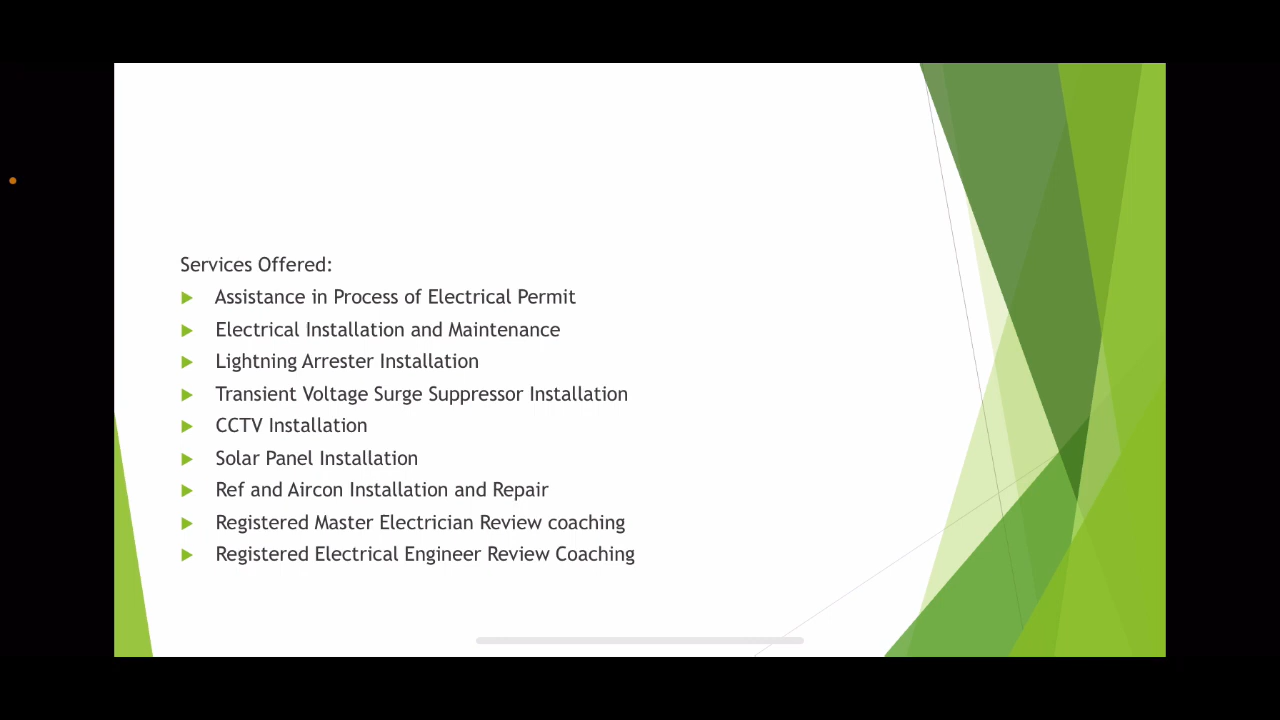 Services Offered:
Assistance in Process of Electrical Permit
Electrical Installation and Maintenance
Lightning Arrester Installation
Transient Voltage Surge Suppressor Installation
CCTV Installation
Solar Panel Installation
Ref and Aircon Installation and Repair
Registered Master Electrician Review coaching
Registered Electrical Engineer Review Coaching